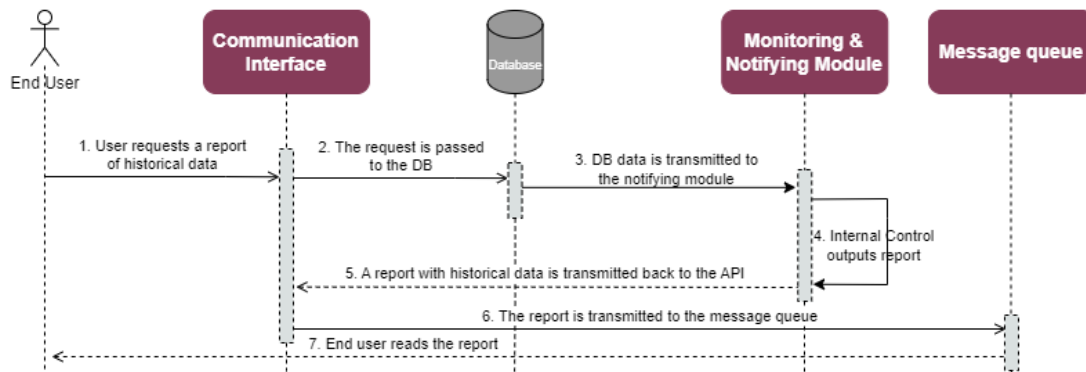 Communication
Interface
Database
Monitoring &
Notifying Module
Message queue
End User
1. User requests a report
of historical data
2. The request is passed
to the DB
3. DB data is transmitted to
the notifying module
4. Internal Control
outputs report
5. A report with historical data is transmitted back to the API
6. The report is transmitted to the message queue
7. End user reads the report